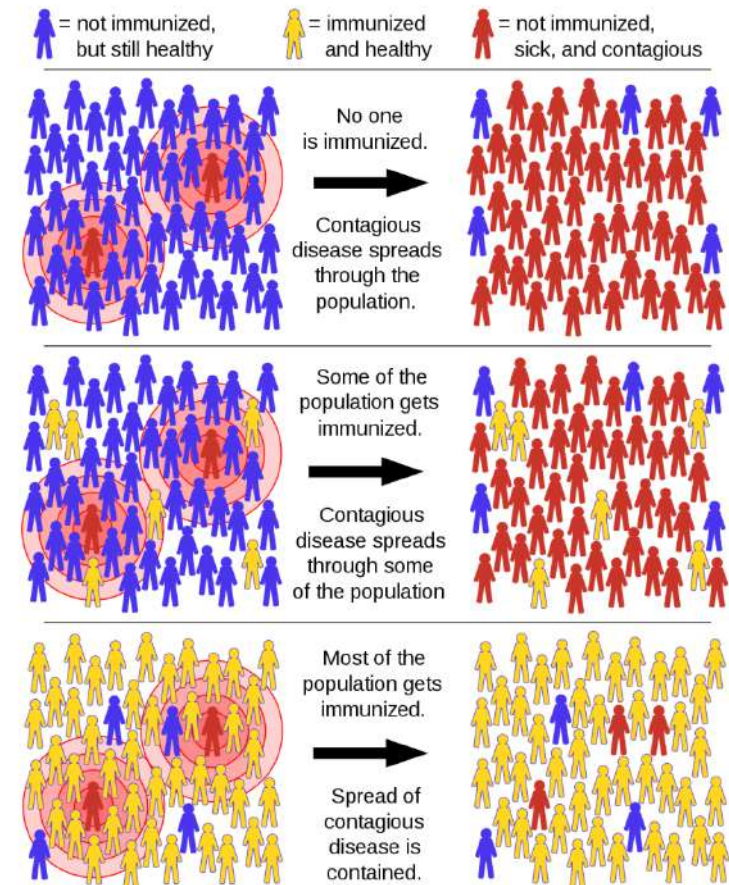 = not immunized,
but still healthy
= immunized
and healthy
= not immunized,
sick, and contagious
No one
is immunized.
Contagious
disease spreads
through the
population.
Some of the
population gets
immunized.
Contagious
disease spreads
through some
of the population
Most of the
population gets
immunized.
Spread of
contagious
disease is
contained.